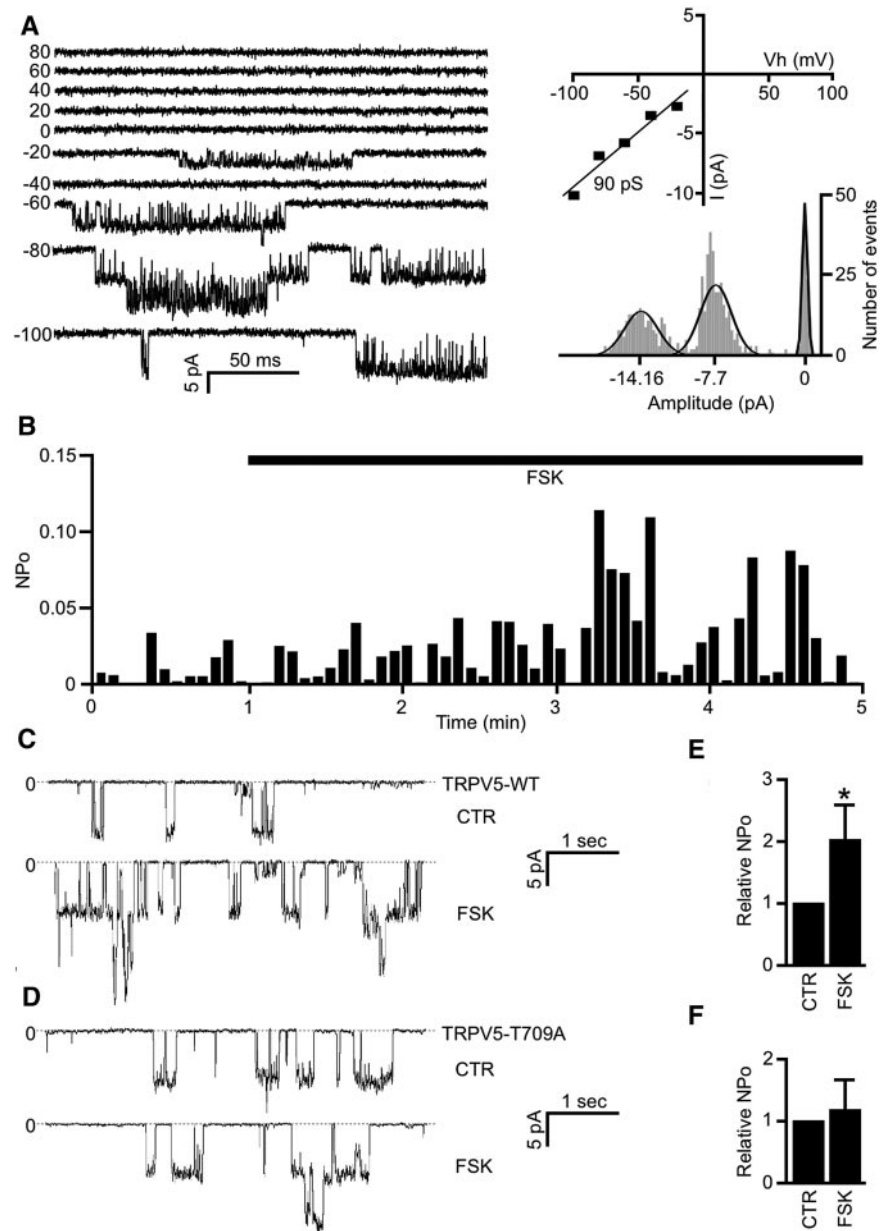 A
80
60
40
20
0
-20
-40
-60
-80
-100
5 pA
50 ms
5
Vh (mV)
-100
-50
50
100
-5
-10
I (pA)
90 pS
50
25
0
Number of events
-14.16
-7.7
0
Amplitude (pA)
B
0.15
0.10
0.05
0
NPo
FSK
0
1
2
3
4
5
Time (min)
C
0
TRPV5-WT
CTR
0
FSK
1 sec
5 pA
E
3
2
1
0
Relative NPo
*
CTR
FSK
D
0
TRPV5-T709A
CTR
0
FSK
1 sec
5 pA
F
2
1
0
Relative NPo
CTR
FSK